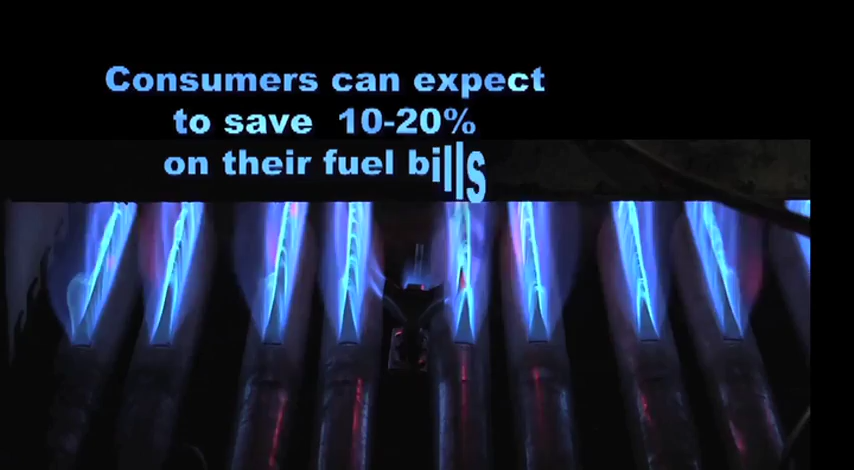 Consumers can expect
to save 10-20%
on their fuel bills